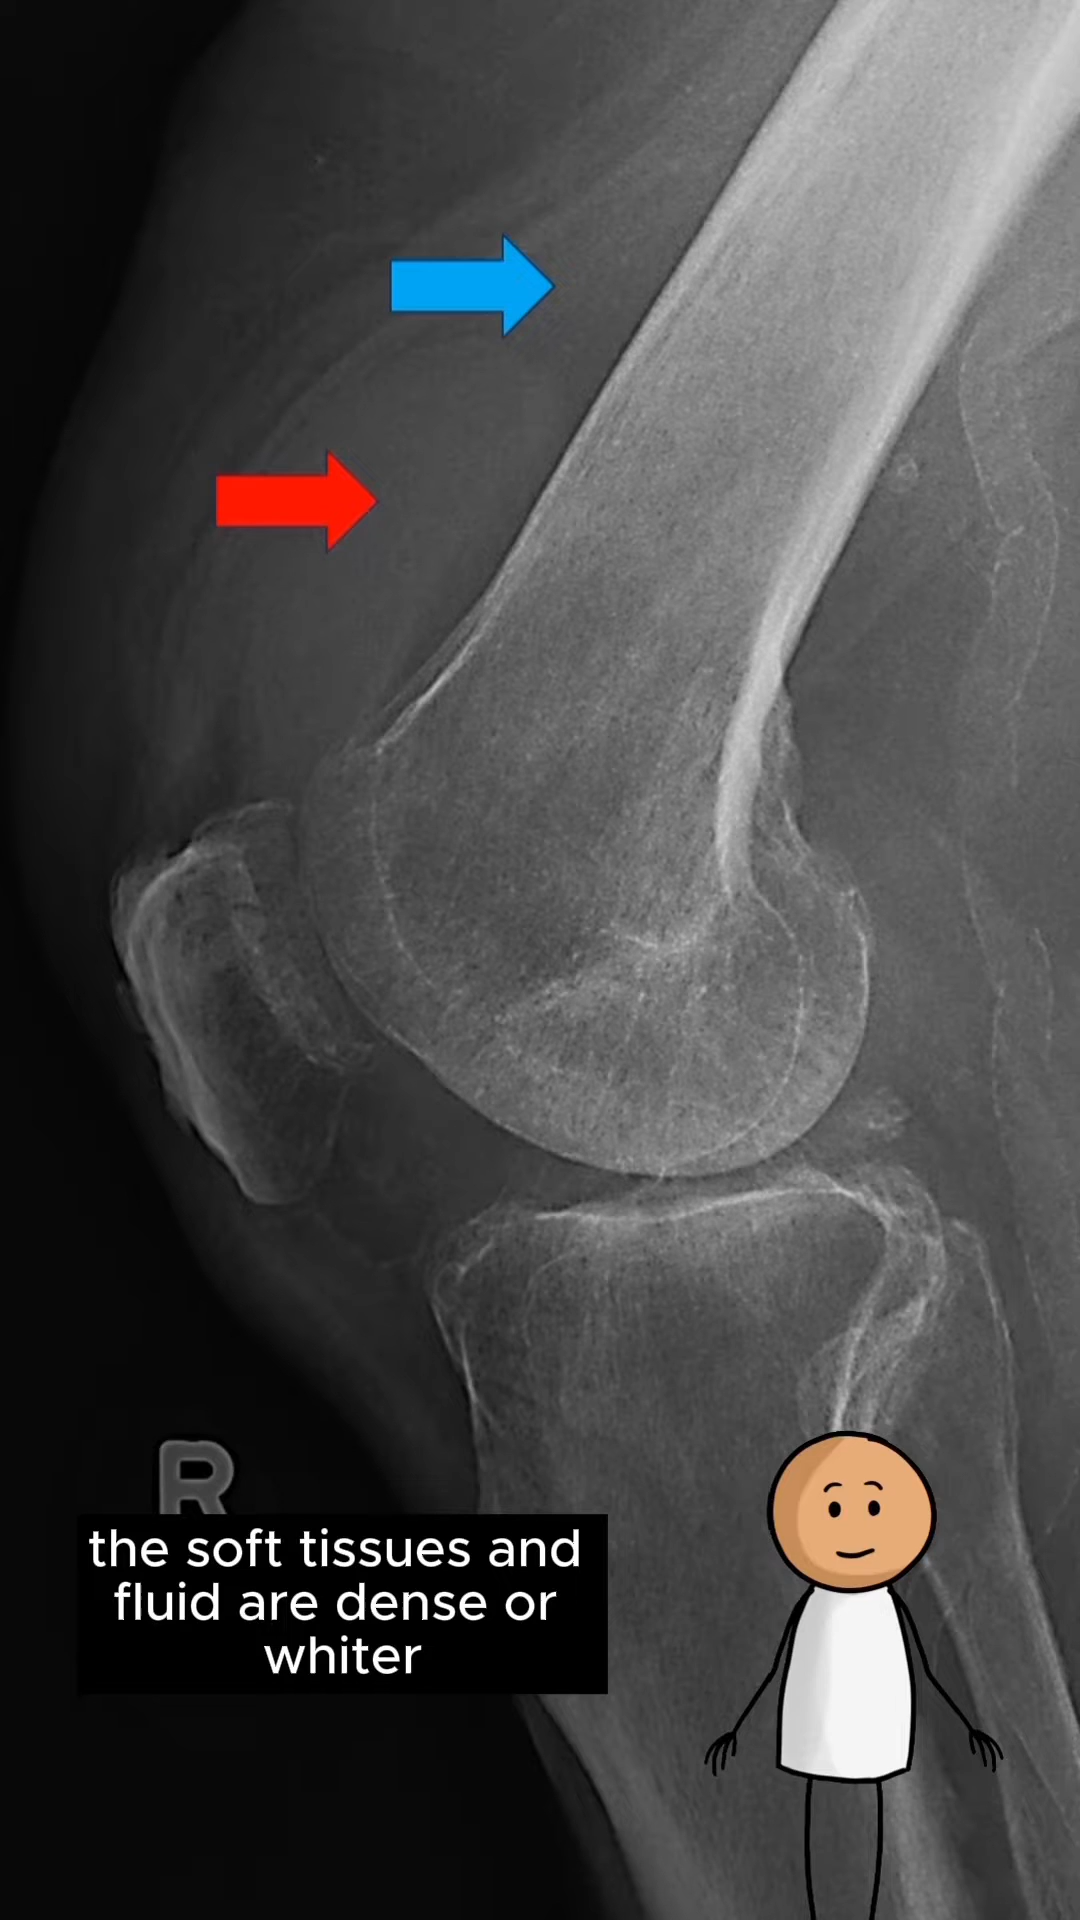 R
the soft tissues and
fluid are dense or
whiter